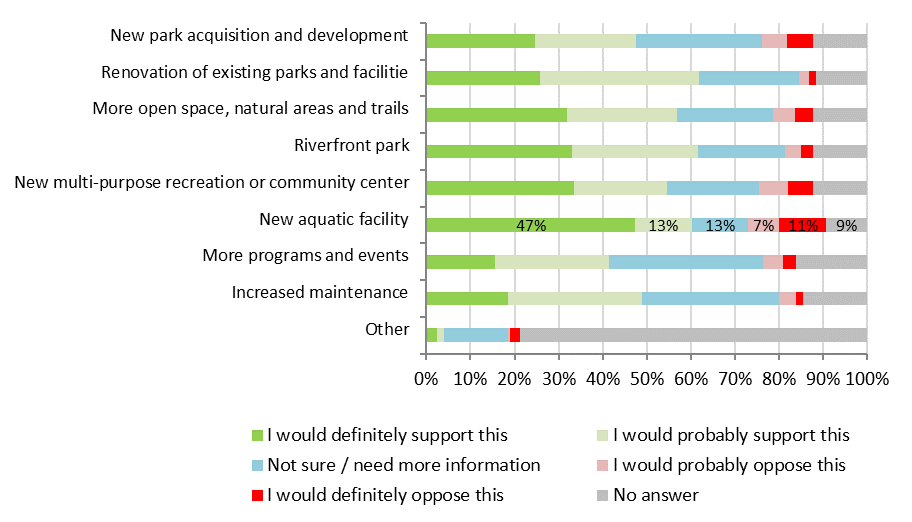 New park acquisition and development
Renovation of existing parks and facilitie
More open space, natural areas and trails
Riverfront park
New multi-purpose recreation or community center
New aquatic facility 47% 13% 13% 7% 11% 9%
More programs and events
Increased maintenance
Other
0% 10% 20% 30% 40% 50% 60% 70% 80% 90% 100%
I would definitely support this I would probably support this
Not sure / need more information I would probably oppose this
I would definitely oppose this No answer